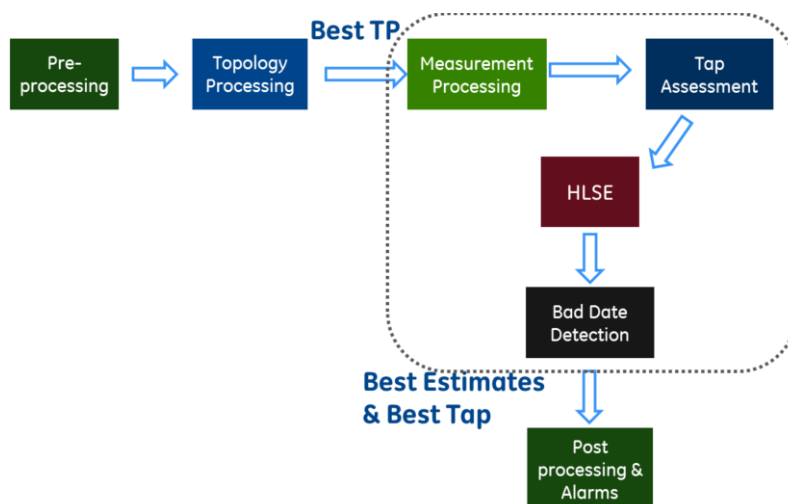 Best TP
Pre-
processing
Topology
Processing
Measurement
Processing
Tap
Assessment
HLSE
Bad Date
Detection
Best Estimates
& Best Tap
Post
processing &
Alarms